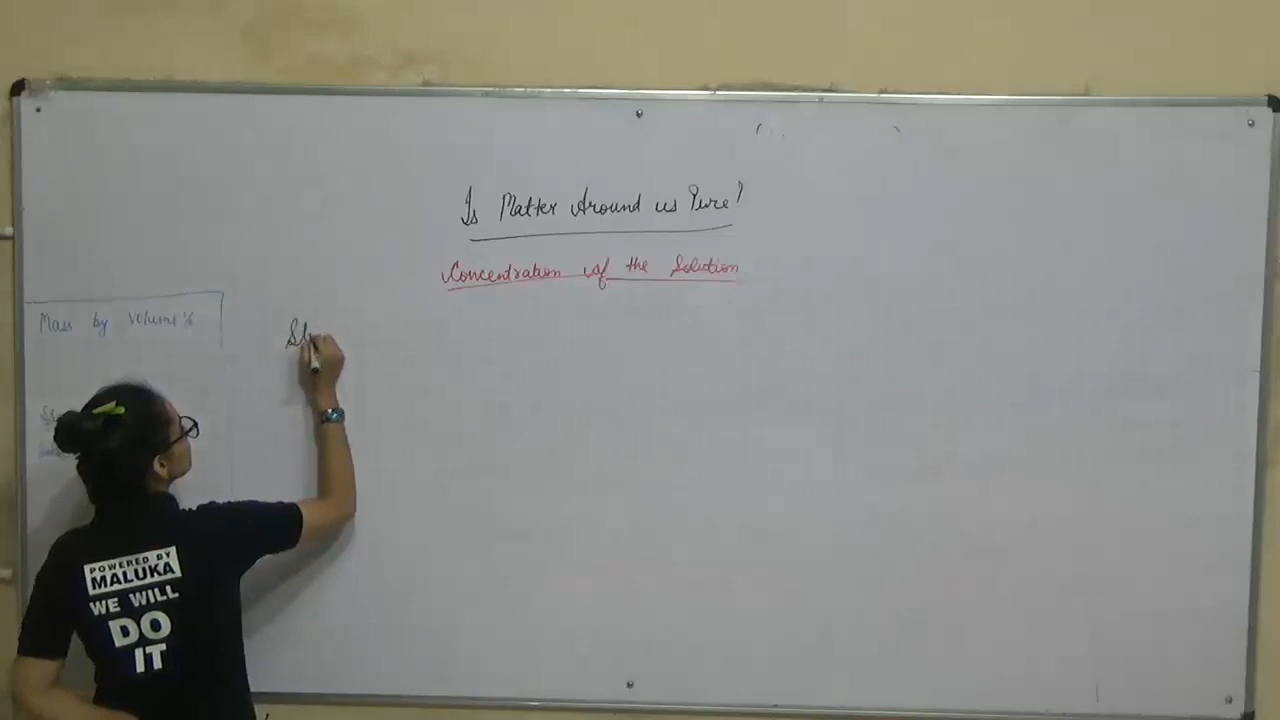 Is Matter Around us Pure?
Concentration of the Solution
Mass by Volume %
POWERED BY
MALUKA
WE WILL
DO
IT